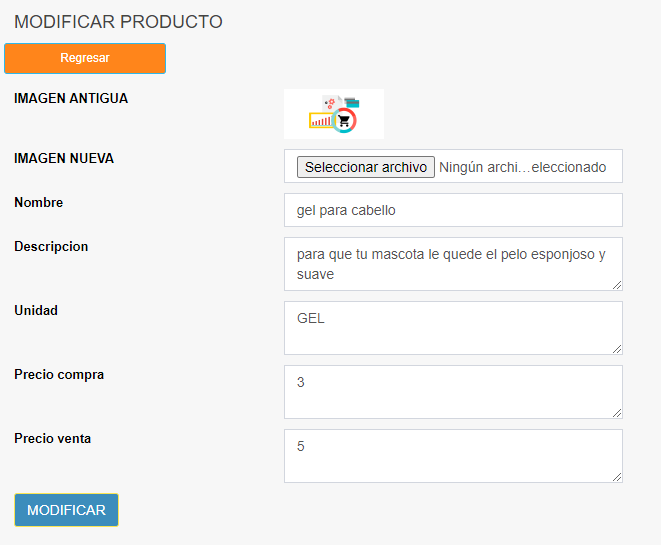 MODIFICAR PRODUCTO
Regresar
IMAGEN ANTIGUA
IMAGEN NUEVA
Seleccionar archivo Ningún archi...eleccionado
Nombre
gel para cabello
Descripcion
para que tu mascota le quede el pelo esponjoso y
suave
Unidad
GEL
Precio compra
3
Precio venta
5
MODIFICAR